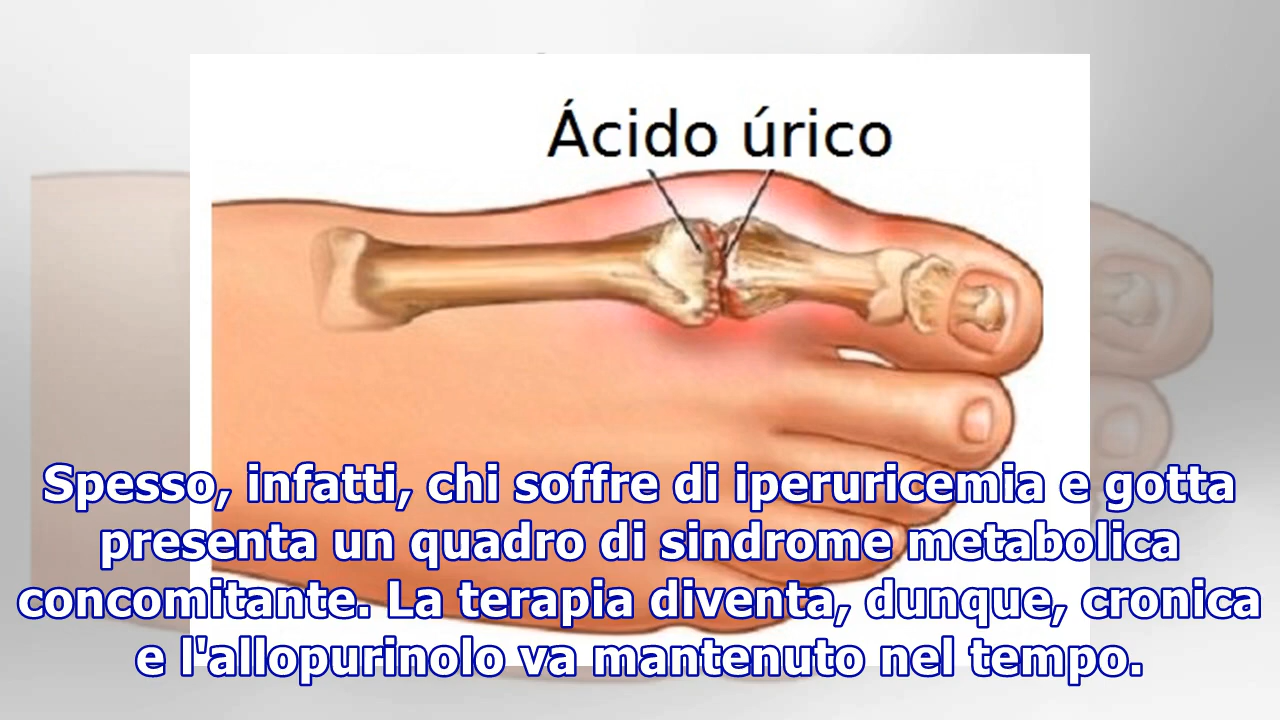 Ácido úrico
Spesso, infatti, chi soffre di iperuricemia e gotta
presenta un quadro di sindrome metabolica
concomitante. La terapia diventa, dunque, cronica
e l'allopurinolo va mantenuto nel tempo.